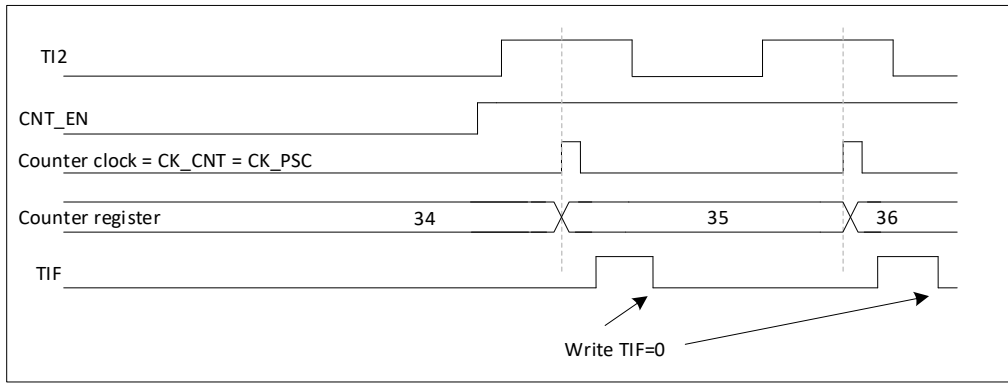 TI2
CNT_EN
Counter clock = CK_CNT = CK_PSC
Counter register 34 35 36
TIF
Write TIF=0